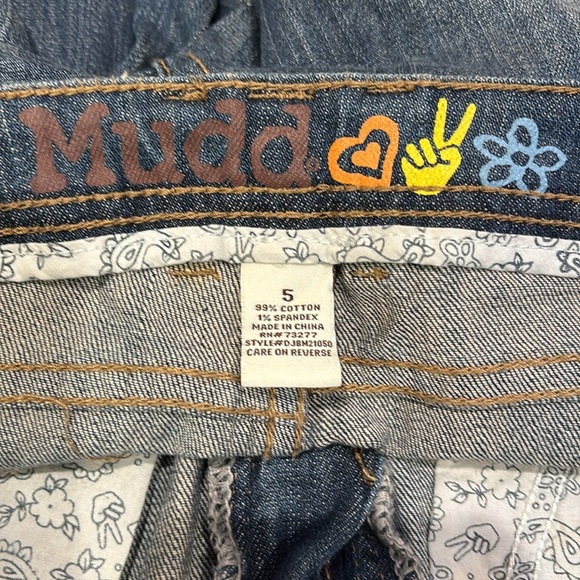 Mudd.
5
99% COTTON
1% SPANDEX
MADE IN CHINA
RN# 73277
STYLE#DJBM21050
CARE ON REVERSE